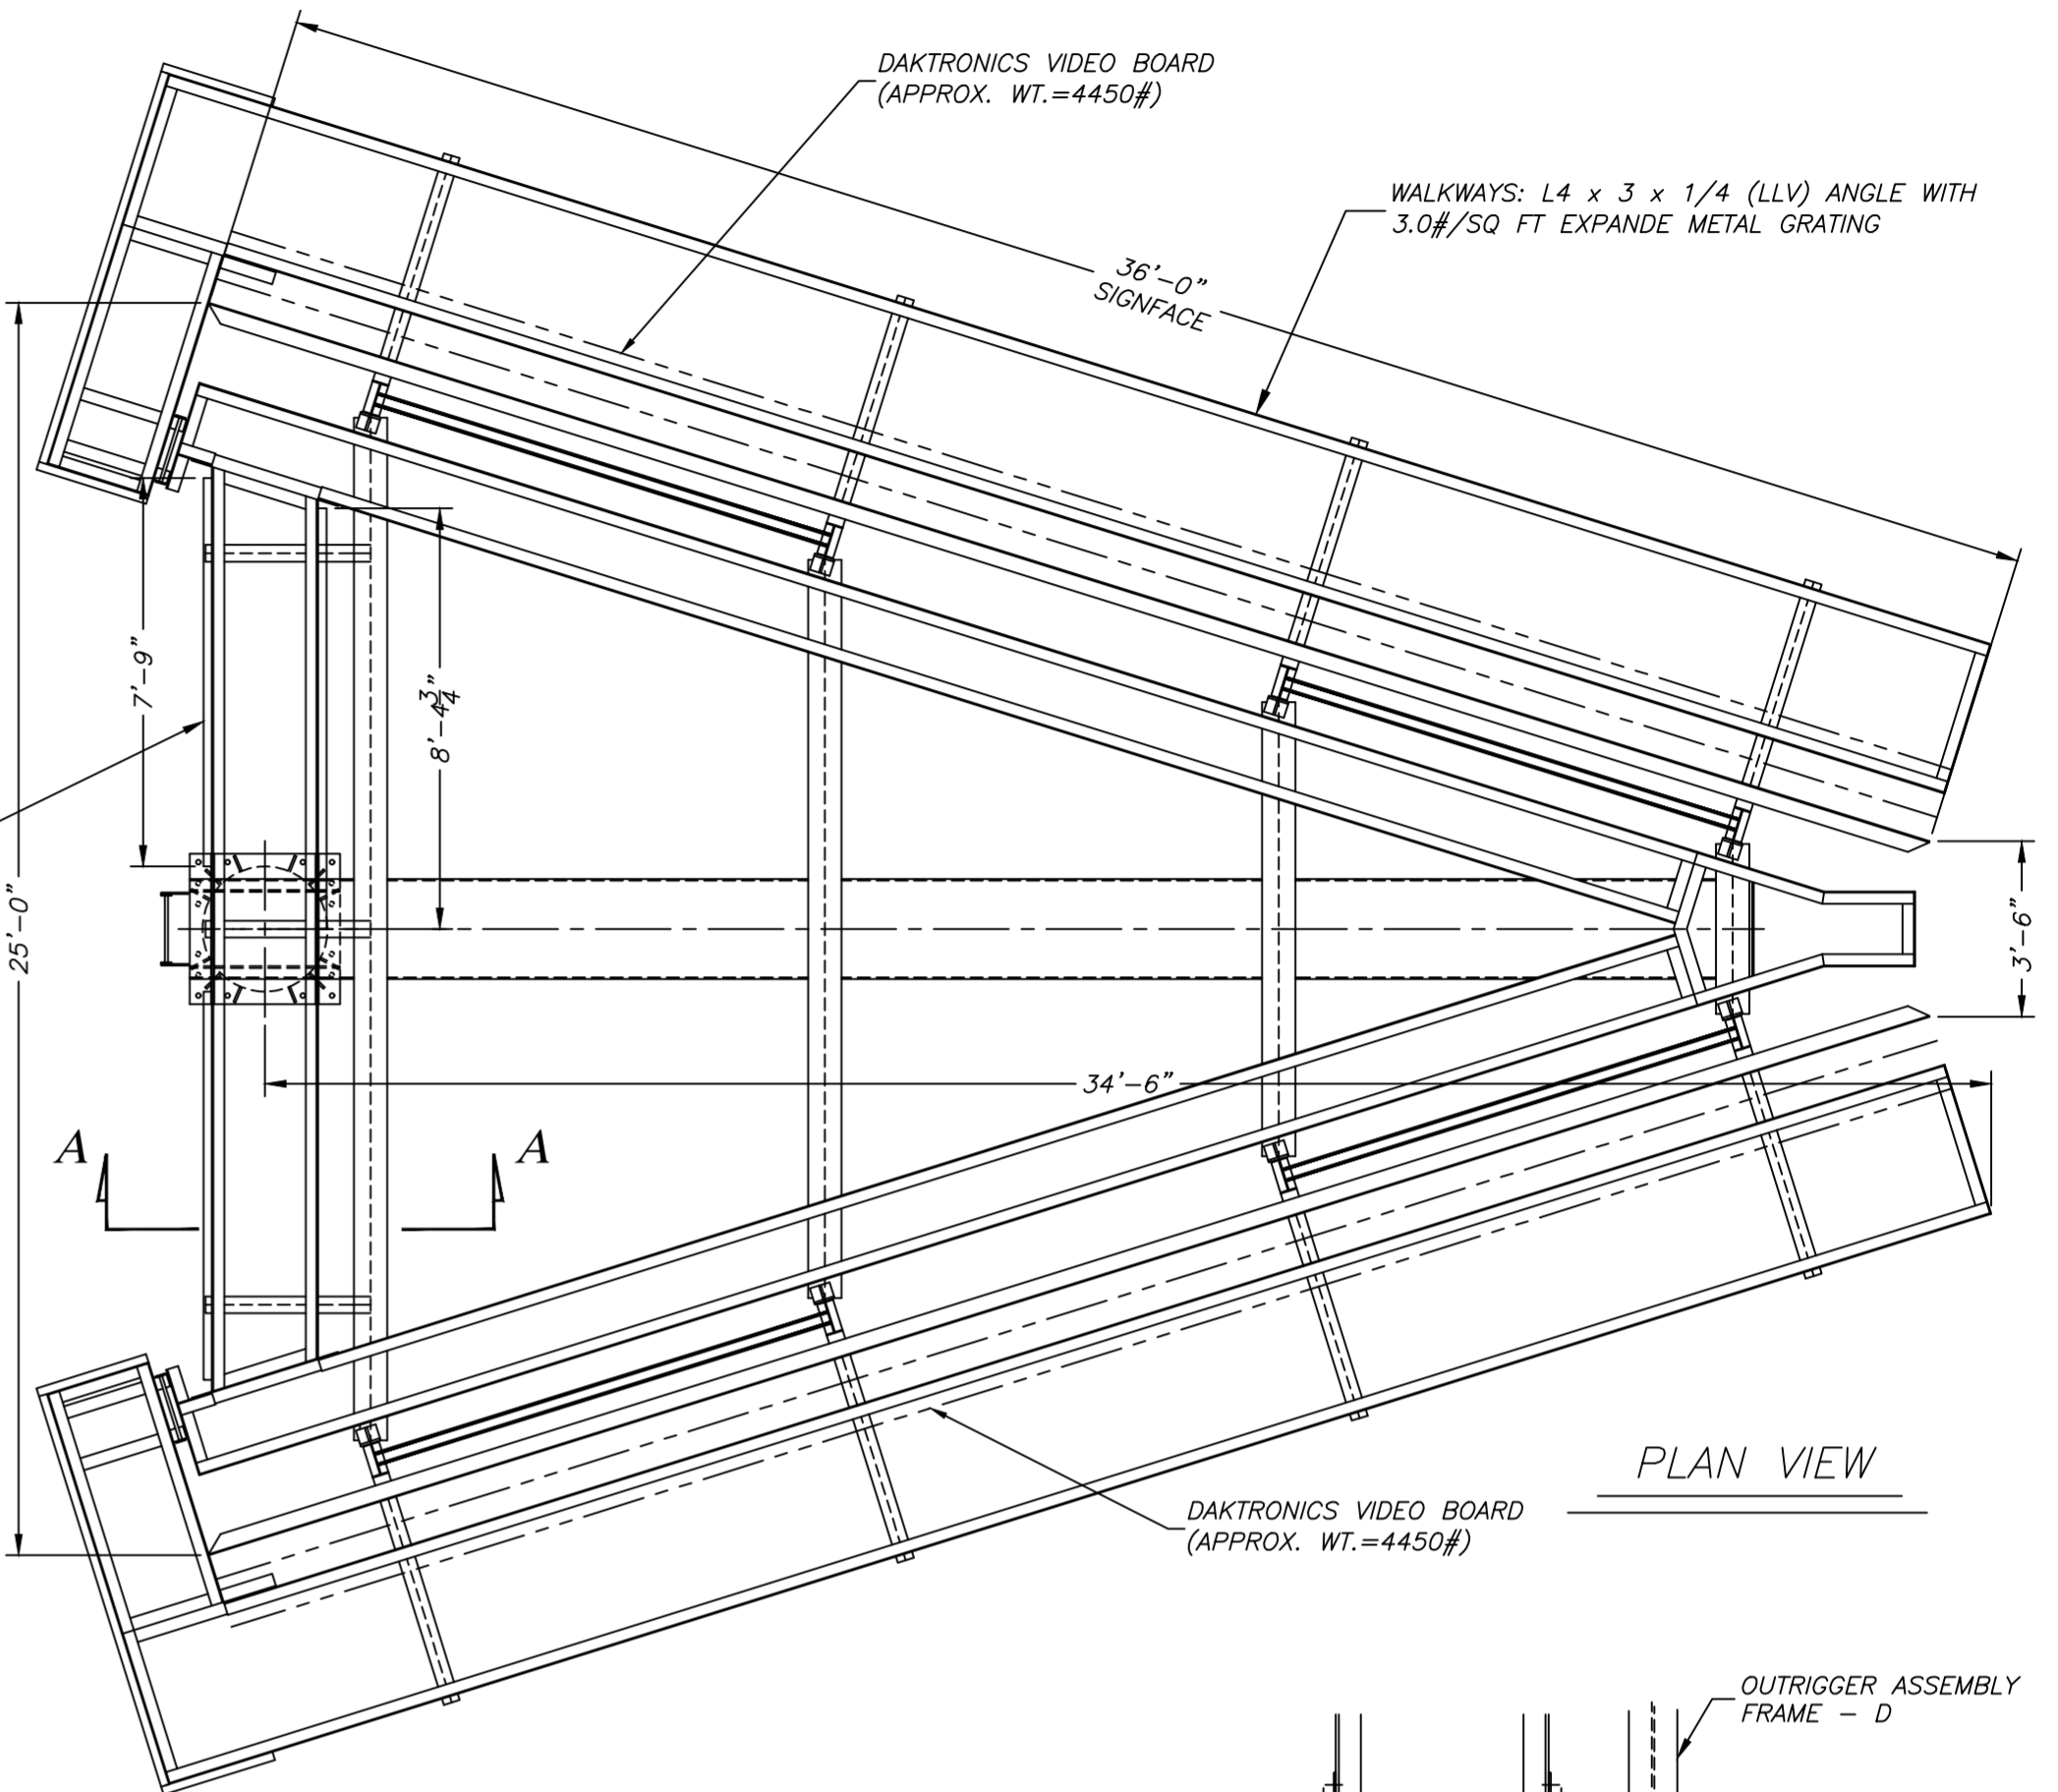 DAKTRONICS VIDEO BOARD
(APPROX. WT.=4450#)
WALKWAYS: L4 x 3 x 1/4 (LLV) ANGLE WITH
3.0#/SQ FT EXPANDE METAL GRATING
36'-0"
SIGNFACE
7'-9"
8'-4 3/4"
25'-0"
3'-6"
34'-6"
A
A
PLAN VIEW
DAKTRONICS VIDEO BOARD
(APPROX. WT.=4450#)
OUTRIGGER ASSEMBLY
FRAME - D